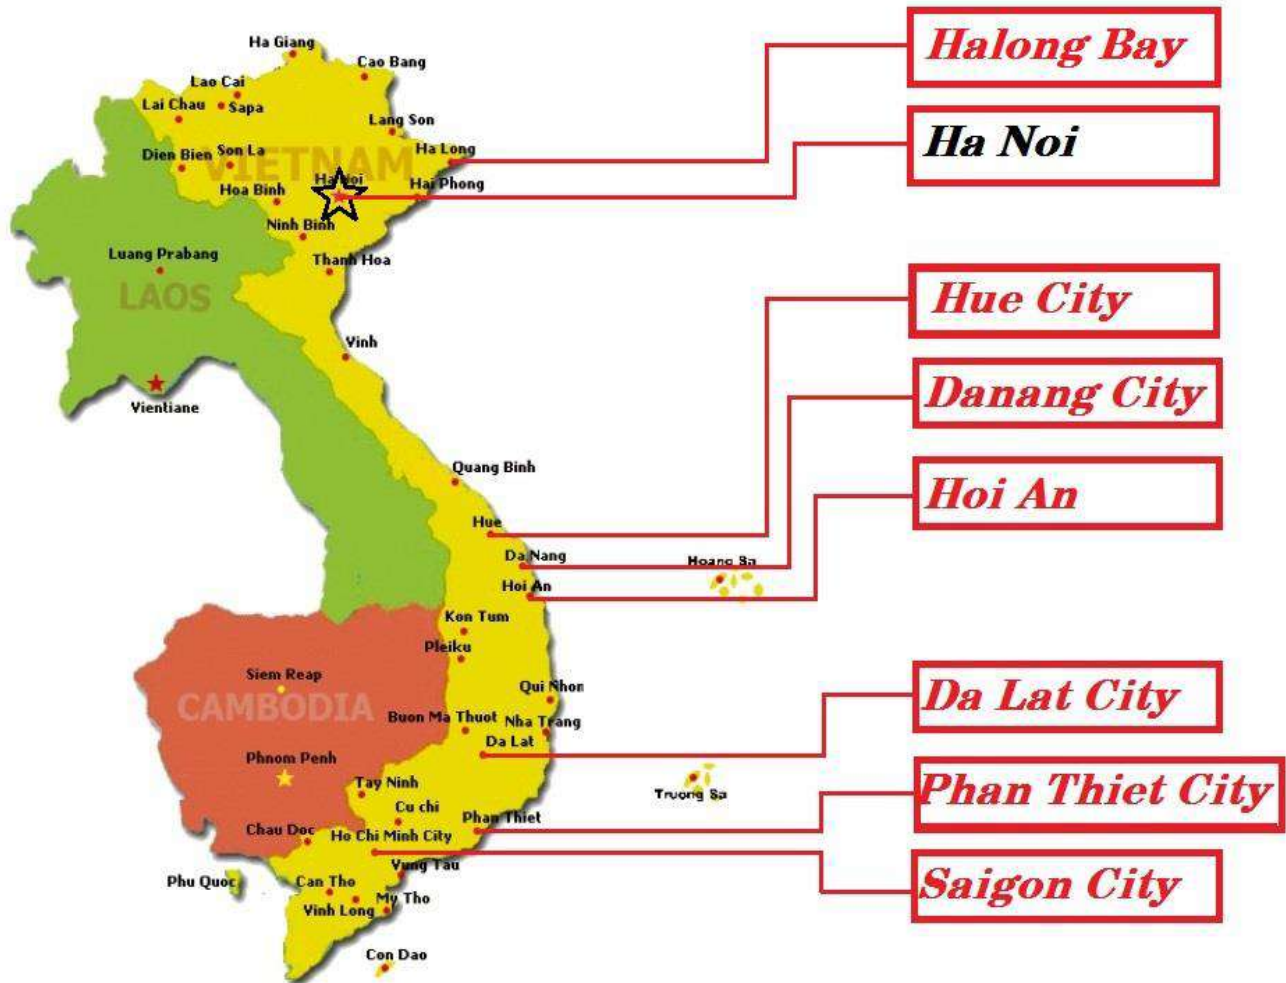 Ha Giang
Cao Bang
Lao Cai
Lai Chau
Sapa
Lang Son
Dien Bien
Son La
VIETNAM
Ha Long
Ha Noi
Hoa Binh
Hai Phong
Ninh Binh
Luang Prabang
Thanh Hoa
LAOS
Vinh
Vientiane
Quang Binh
Hue
Da Nang
Hoang Sa
Hoi An
Kon Tum
Pleiku
Siem Reap
Qui Nhon
CAMBODIA
Buon Ma Thuot
Nha Trang
Da Lat
Phnom Penh
Tay Ninh
Truong Sa
Cu chi
Phan Thiet
Chau Doc
Ho Chi Minh City
Vung Tau
Phu Quoc
Can Tho
My Tho
Vinh Long
Con Dao
Halong Bay
Ha Noi
Hue City
Danang City
Hoi An
Da Lat City
Phan Thiet City
Saigon City